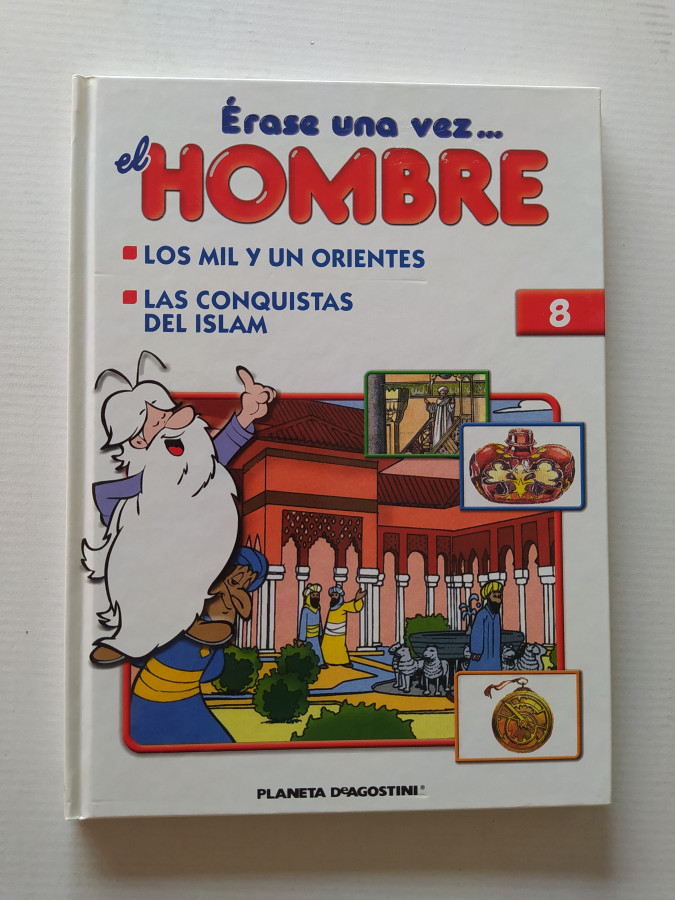 Érase una vez...
el HOMBRE
LOS MIL Y UN ORIENTES
LAS CONQUISTAS
DEL ISLAM
8
PLANETA DeAGOSTINI®